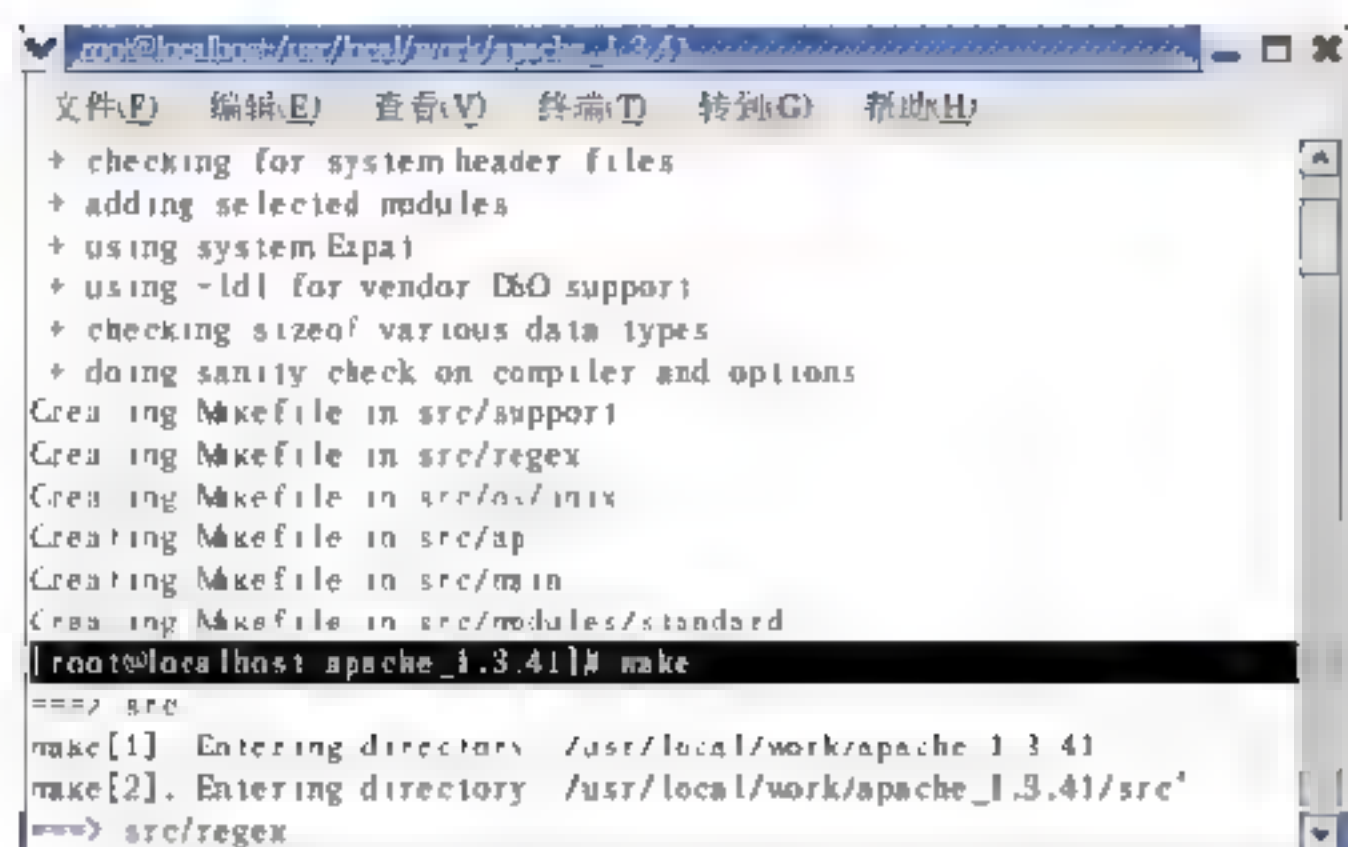 root@localhost:/usr/local/work/apache_1.3.41
文件(F) 编辑(E) 查看(V) 终端(T) 转到(G) 帮助(H)
+ checking for system header files
+ adding selected modules
+ using system Expat
+ using -ldl for vendor DSO support
+ checking sizeof various data types
+ doing sanity check on compiler and options
Creating Makefile in src/support
Creating Makefile in src/regex
Creating Makefile in src/os/unix
Creating Makefile in src/ap
Creating Makefile in src/main
Creating Makefile in src/modules/standard
[root@localhost apache_1.3.41]# make
===> src
make[1]: Entering directory `/usr/local/work/apache_1.3.41'
make[2]: Entering directory `/usr/local/work/apache_1.3.41/src'
===> src/regex